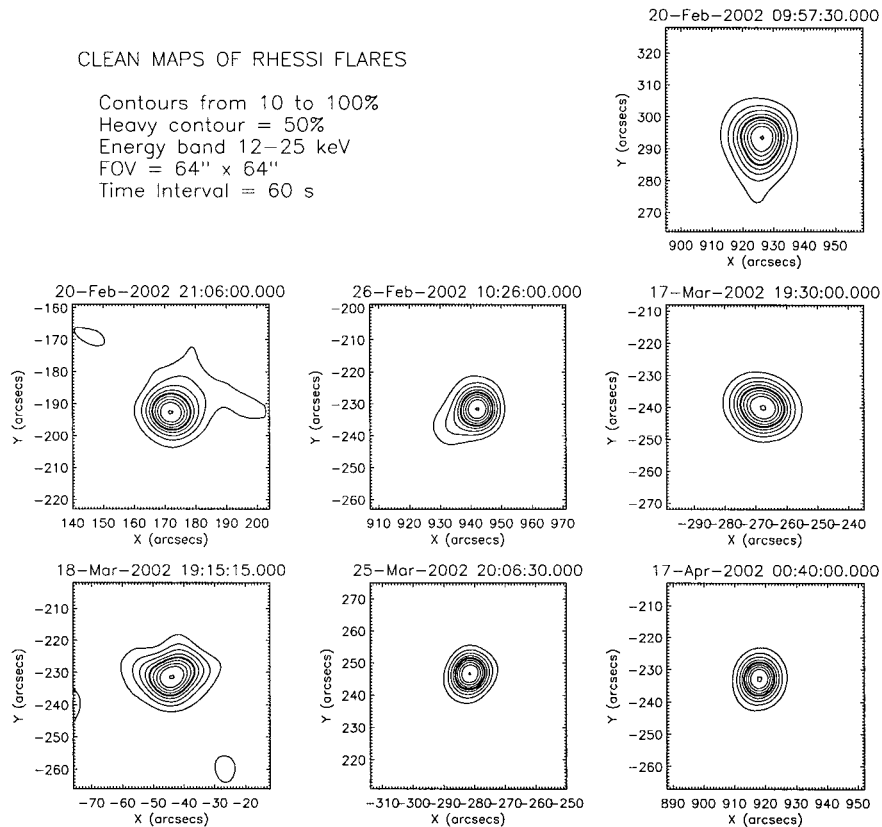 20-Feb-2002 09:57:30.000
CLEAN MAPS OF RHESSI FLARES
Contours from 10 to 100%
Heavy contour = 50%
Energy band 12-25 keV
FOV = 64" x 64"
Time Interval = 60 s
320
310
300
290
280
270
Y (arcsecs)
900 910 920 930 940 950
X (arcsecs)
20-Feb-2002 21:06:00.000
-160
-170
-180
-190
-200
-210
-220
Y (arcsecs)
140 150 160 170 180 190 200
X (arcsecs)
26-Feb-2002 10:26:00.000
-200
-210
-220
-230
-240
-250
-260
Y (arcsecs)
910 920 930 940 950 960 970
X (arcsecs)
17-Mar-2002 19:30:00.000
-210
-220
-230
-240
-250
-260
-270
Y (arcsecs)
-290-280-270-260-250-240
X (arcsecs)
18-Mar-2002 19:15:15.000
-210
-220
-230
-240
-250
-260
Y (arcsecs)
-70 -60 -50 -40 -30 -20
X (arcsecs)
25-Mar-2002 20:06:30.000
270
260
250
240
230
220
Y (arcsecs)
-310-300-290-280-270-260-250
X (arcsecs)
17-Apr-2002 00:40:00.000
-210
-220
-230
-240
-250
-260
Y (arcsecs)
890 900 910 920 930 940 950
X (arcsecs)